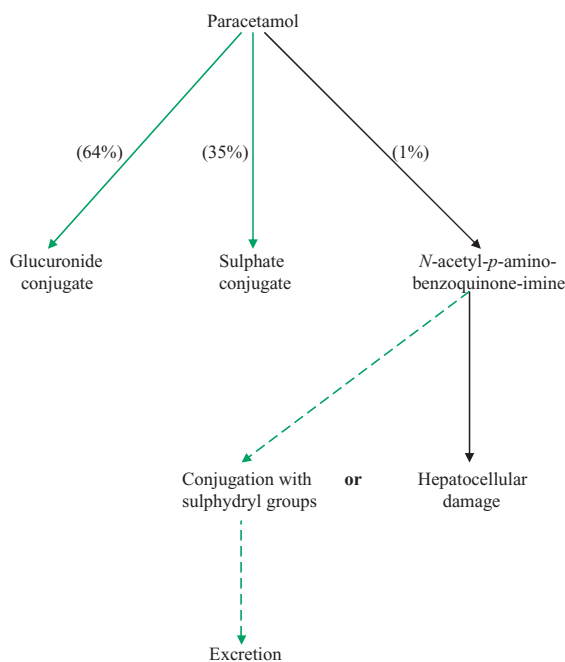 Paracetamol
(64%)
(35%)
(1%)
Glucuronide
conjugate
Sulphate
conjugate
N-acetyl-p-amino-
benzoquinone-imine
Conjugation with
sulphydryl groups
or
Hepatocellular
damage
Excretion